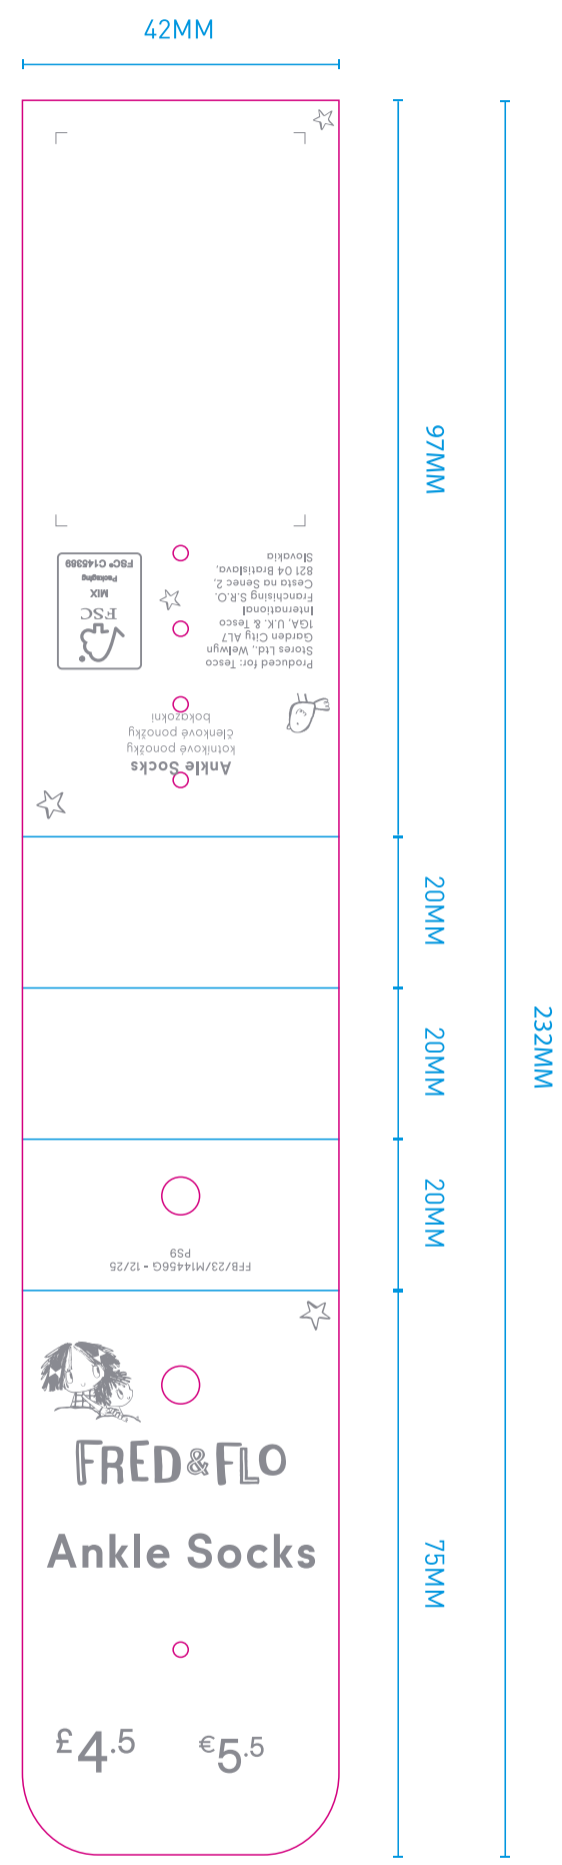 42MM
97MM
20MM
20MM
20MM
75MM
232MM
FSC
MIX
Packaging
FSC® C148389
Produced for: Tesco
Stores Ltd., Welwyn
Garden City AL7
1GA, U.K. & Tesco
International
Franchising S.R.O.
Cesta na Senec 2,
821 04 Bratislava,
Slovakia
Ankle Socks
kotníkové ponožky
členkové ponožky
bokazokni
FFB/23/M14456G - 12/25
PS9
FRED & FLO
Ankle Socks
£4.5 €5.5